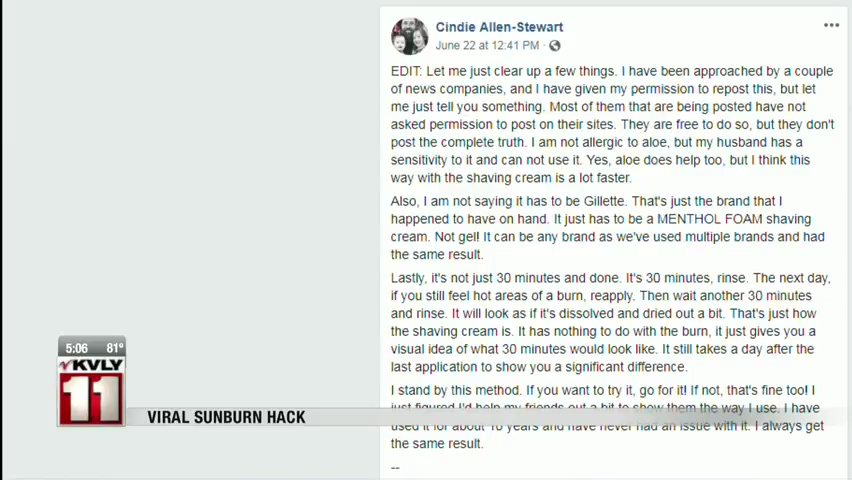 Cindie Allen-Stewart
June 22 at 12:41 PM ·
EDIT: Let me just clear up a few things. I have been approached by a couple
of news companies, and I have given my permission to repost this, but let
me just tell you something. Most of them that are being posted have not
asked permission to post on their sites. They are free to do so, but they don't
post the complete truth. I am not allergic to aloe, but my husband has a
sensitivity to it and can not use it. Yes, aloe does help too, but I think this
way with the shaving cream is a lot faster.
Also, I am not saying it has to be Gillette. That's just the brand that I
happened to have on hand. It just has to be a MENTHOL FOAM shaving
cream. Not gel! It can be any brand as we've used multiple brands and had
the same result.
Lastly, it's not just 30 minutes and done. It's 30 minutes, rinse. The next day,
if you still feel hot areas of a burn, reapply. Then wait another 30 minutes
and rinse. It will look as if it's dissolved and dried out a bit. That's just how
the shaving cream is. It has nothing to do with the burn, it just gives you a
visual idea of what 30 minutes would look like. It still takes a day after the
last application to show you a significant difference.
I stand by this method. If you want to try it, go for it! If not, that's fine too! I
just figured I'd help my friends out a bit to show them the way I use. I have
used it for about 10 years and have never had an issue with it. I always get
the same result.
--
5:06 81°
KVLY
11
VIRAL SUNBURN HACK